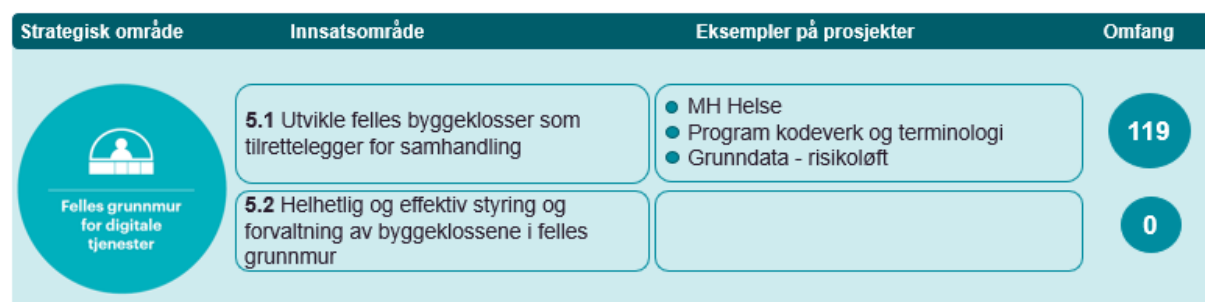 Strategisk område Innsatsområde Eksempler på prosjekter Omfang
Felles grunnmur
for digitale
tjenester
5.1 Utvikle felles byggeklosser som
tilrettelegger for samhandling
● MH Helse
● Program kodeverk og terminologi
● Grunndata - risikoløft
119
5.2 Helhetlig og effektiv styring og
forvaltning av byggeklossene i felles
grunnmur
0